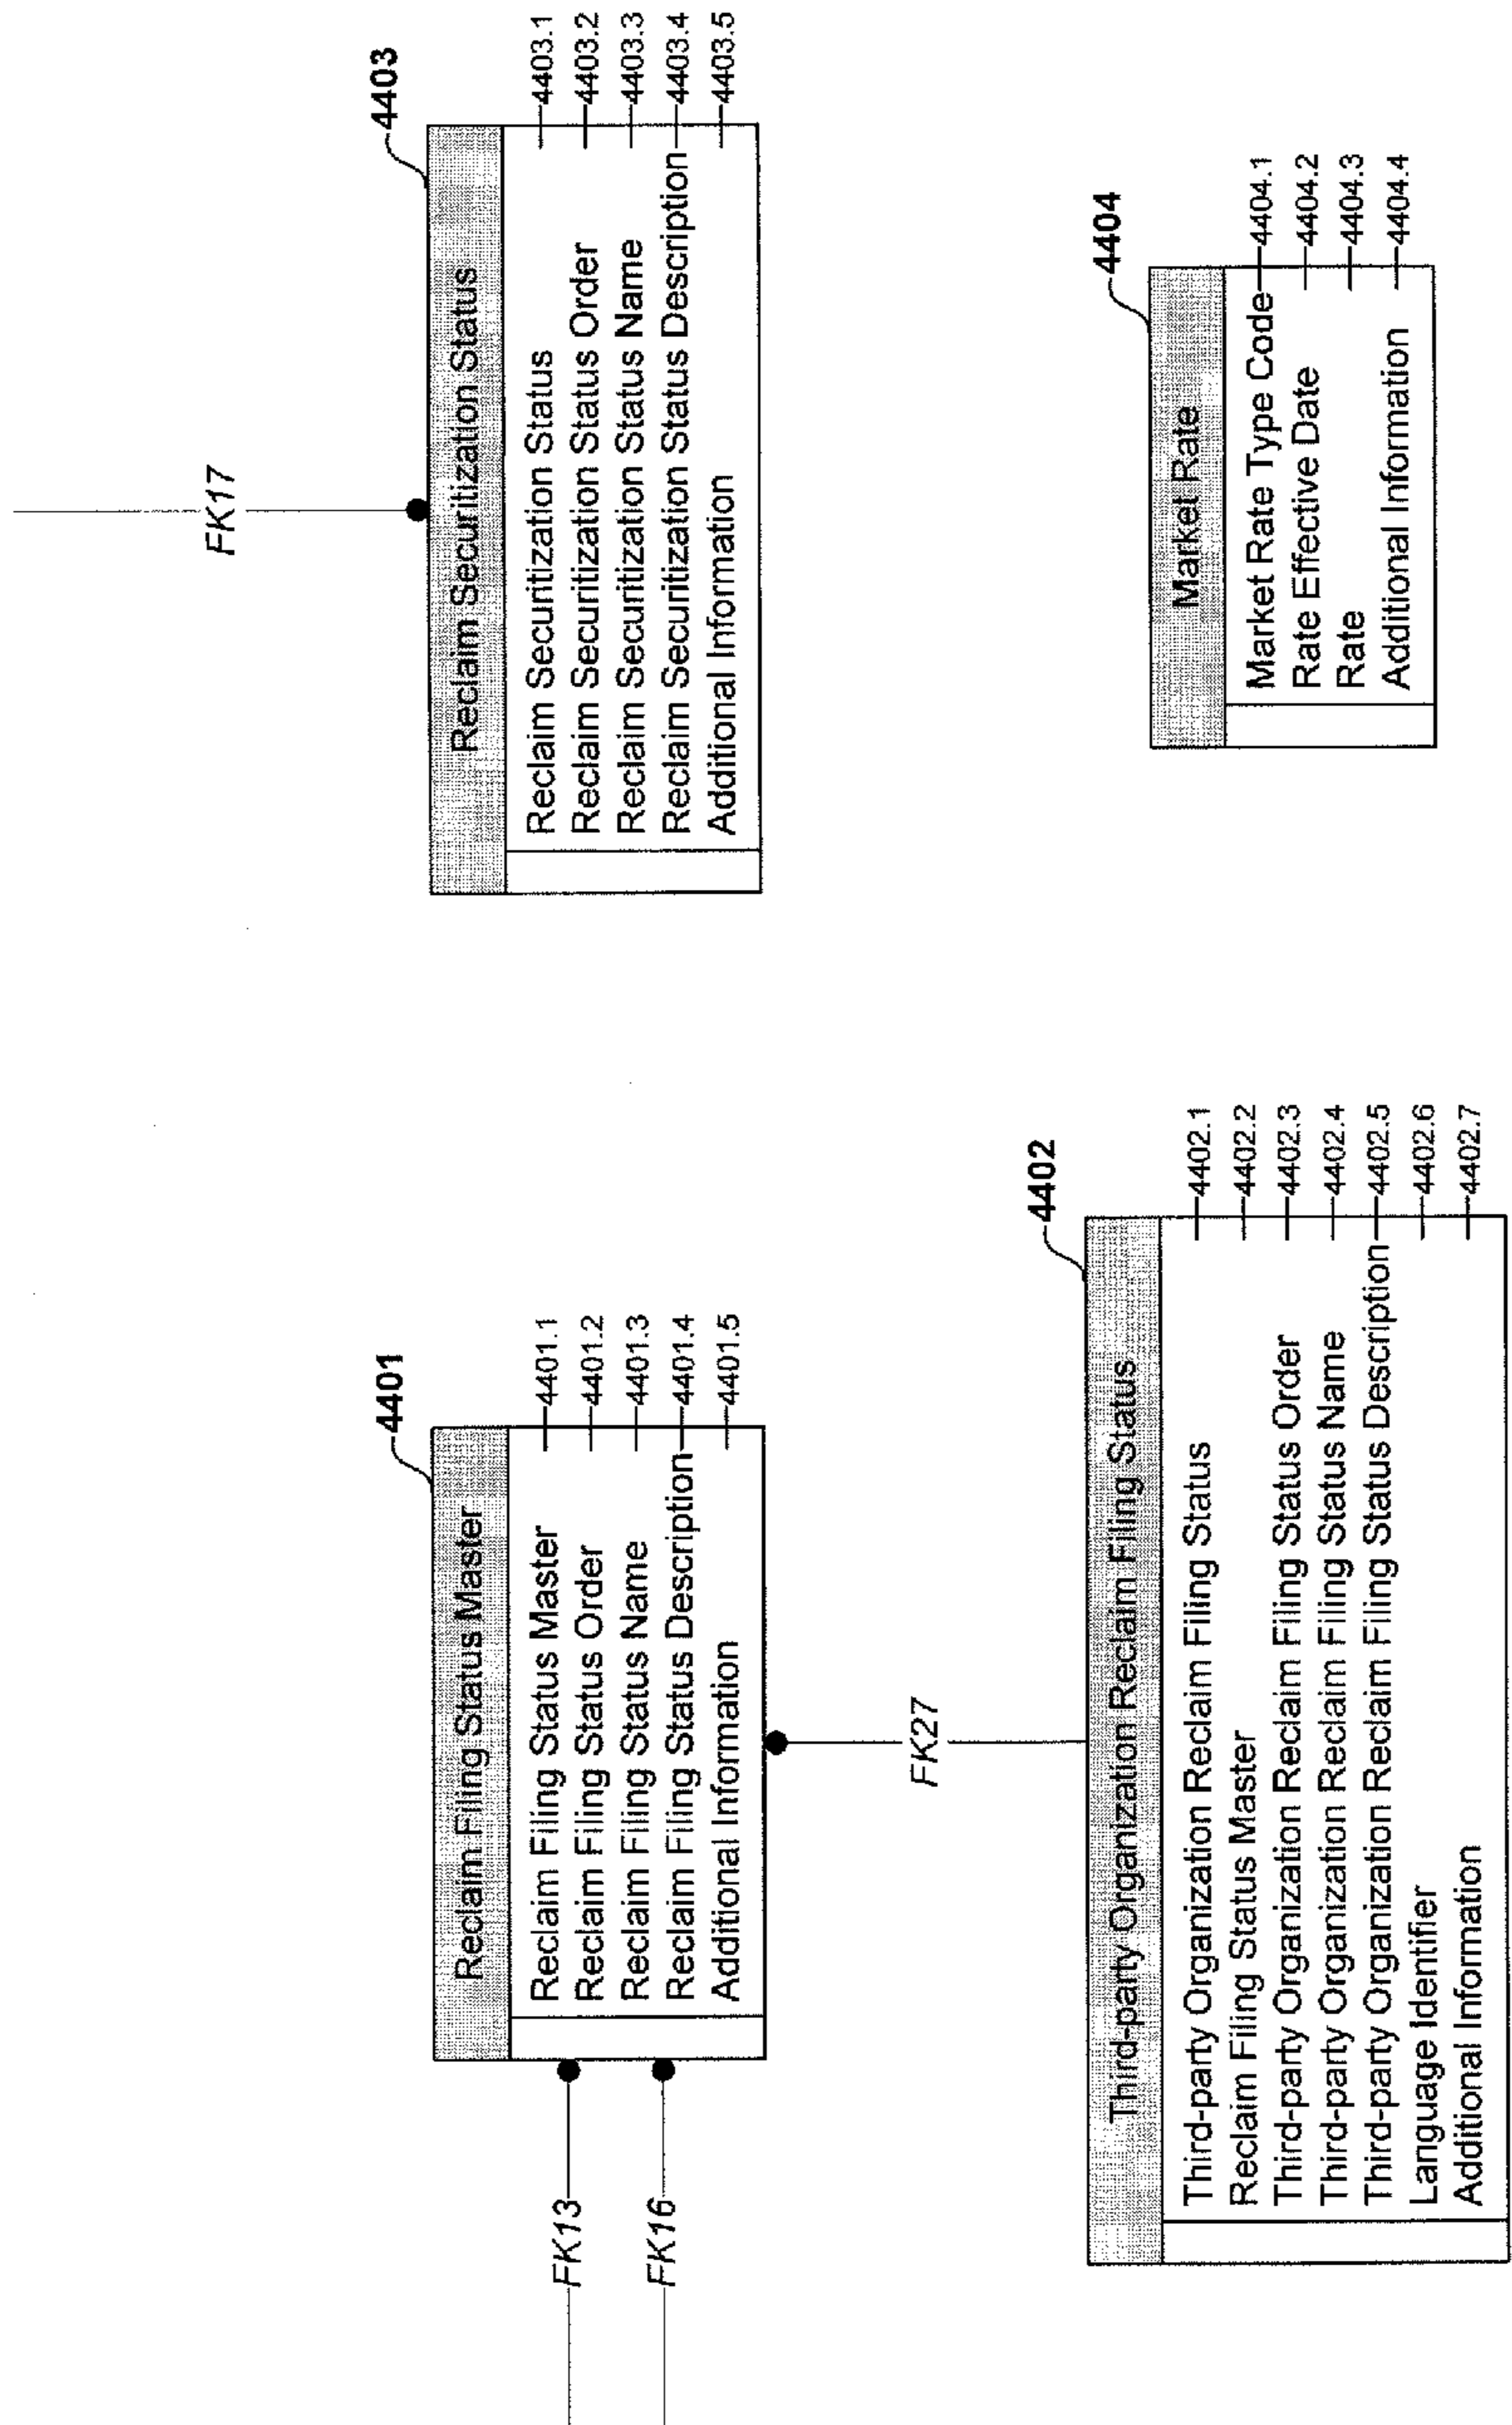 4401
Reclaim Filing Status Master
Reclaim Filing Status Master 4401.1
Reclaim Filing Status Order 4401.2
Reclaim Filing Status Name 4401.3
Reclaim Filing Status Description 4401.4
Additional Information 4401.5
FK13
FK16
FK27
4402
Third-party Organization Reclaim Filing Status
Third-party Organization Reclaim Filing Status 4402.1
Reclaim Filing Status Master 4402.2
Third-party Organization Reclaim Filing Status Order 4402.3
Third-party Organization Reclaim Filing Status Name 4402.4
Third-party Organization Reclaim Filing Status Description 4402.5
Language Identifier 4402.6
Additional Information 4402.7
FK17
4403
Reclaim Securitization Status
Reclaim Securitization Status 4403.1
Reclaim Securitization Status Order 4403.2
Reclaim Securitization Status Name 4403.3
Reclaim Securitization Status Description 4403.4
Additional Information 4403.5
4404
Market Rate
Market Rate Type Code 4404.1
Rate Effective Date 4404.2
Rate 4404.3
Additional Information 4404.4